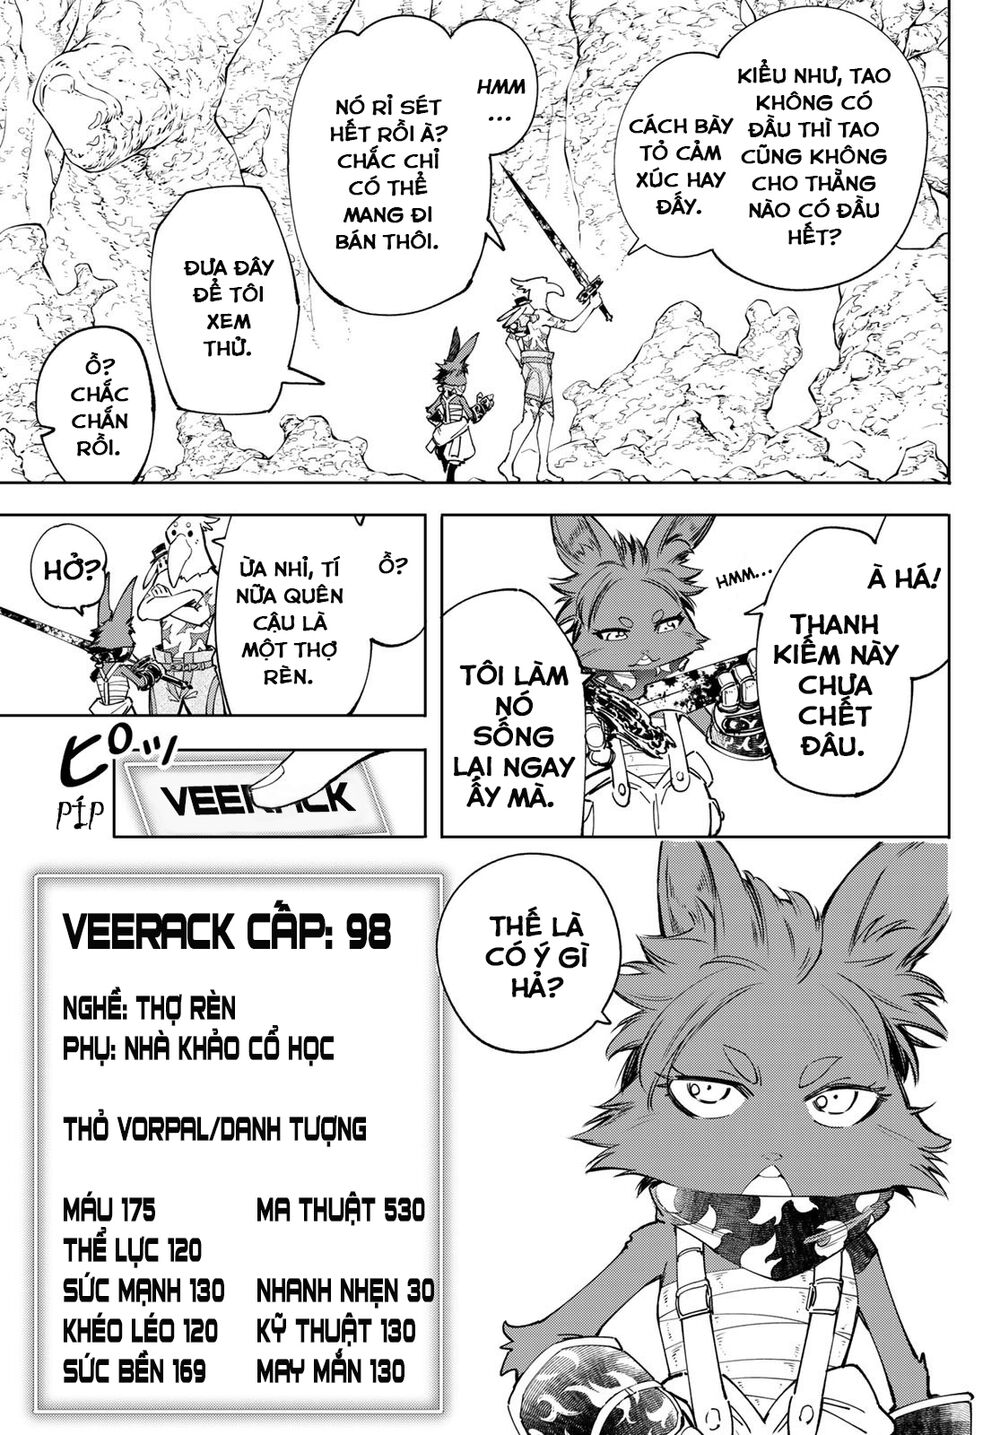 KIỂU NHƯ, TAO
KHÔNG CÓ
ĐẦU THÌ TAO
CŨNG KHÔNG
CHO THẰNG
NÀO CÓ ĐẦU
HẾT?
CÁCH BÀY
TỎ CẢM
XÚC HAY
ĐẤY.
HMM
...
NÓ RỈ SÉT
HẾT RỒI À?
CHẮC CHỈ
CÓ THỂ
MANG ĐI
BÁN THÔI.
ĐƯA ĐÂY
ĐỂ TÔI
XEM
THỬ.
Ồ?
CHẮC
CHẮN
RỒI.
À HÁ!
THANH
KIẾM NÀY
CHƯA
CHẾT
ĐÂU.
HMM...
TÔI LÀM
NÓ
SỐNG
LẠI NGAY
ẤY MÀ.
Ồ?
ỪA NHỈ, TÍ
NỮA QUÊN
CẬU LÀ
MỘT THỢ
RÈN.
HỞ?
ピロッ
píp
VEERACK
VEERACK CẤP: 98
NGHỀ: THỢ RÈN
PHỤ: NHÀ KHẢO CỔ HỌC
THỎ VORPAL/DANH TƯỢNG
MÁU 175 MA THUẬT 530
THỂ LỰC 120
SỨC MẠNH 130 NHANH NHẸN 30
KHÉO LÉO 120 KỸ THUẬT 130
SỨC BỀN 169 MAY MẮN 130
THẾ LÀ
CÓ Ý GÌ
HẢ?